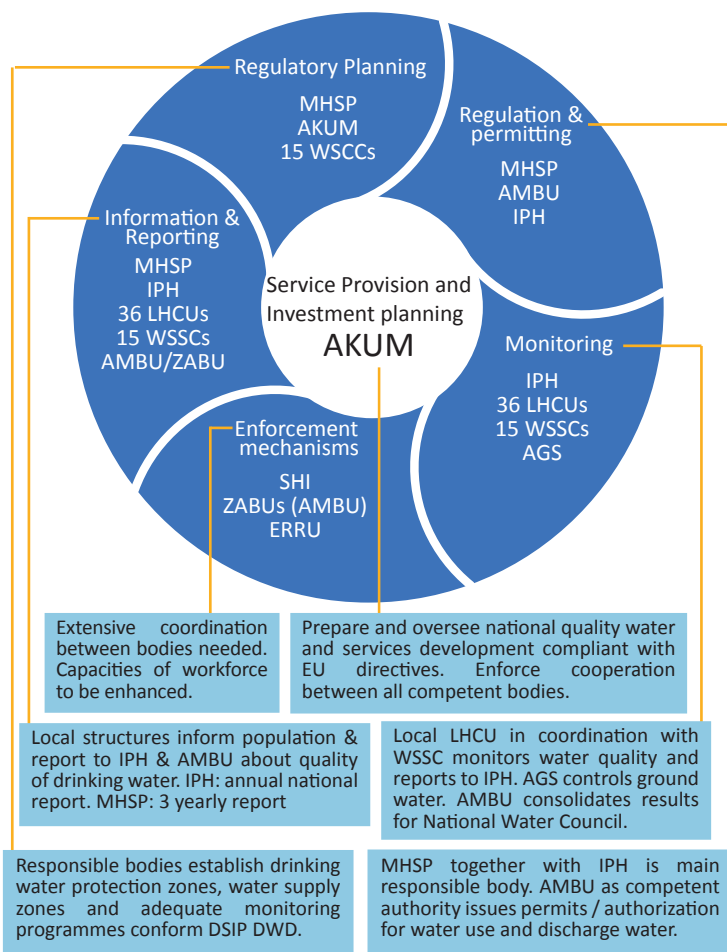 Regulatory Planning
MHSP
AKUM
15 WSCCs
Regulation &
permitting
MHSP
AMBU
IPH
Information &
Reporting
MHSP
IPH
36 LHCUs
15 WSSCs
AMBU/ZABU
Service Provision and
Investment planning
AKUM
Monitoring
IPH
36 LHCUs
15 WSSCs
AGS
Enforcement
mechanisms
SHI
ZABUs (AMBU)
ERRU
Extensive coordination
between bodies needed.
Capacities of workforce
to be enhanced.
Prepare and oversee national quality water
and services development compliant with
EU directives. Enforce cooperation
between all competent bodies.
Local structures inform population &
report to IPH & AMBU about quality
of drinking water. IPH: annual national
report. MHSP: 3 yearly report
Local LHCU in coordination with
WSSC monitors water quality and
reports to IPH. AGS controls ground
water. AMBU consolidates results
for National Water Council.
Responsible bodies establish drinking
water protection zones, water supply
zones and adequate monitoring
programmes conform DSIP DWD.
MHSP together with IPH is main
responsible body. AMBU as competent
authority issues permits / authorization
for water use and discharge water.